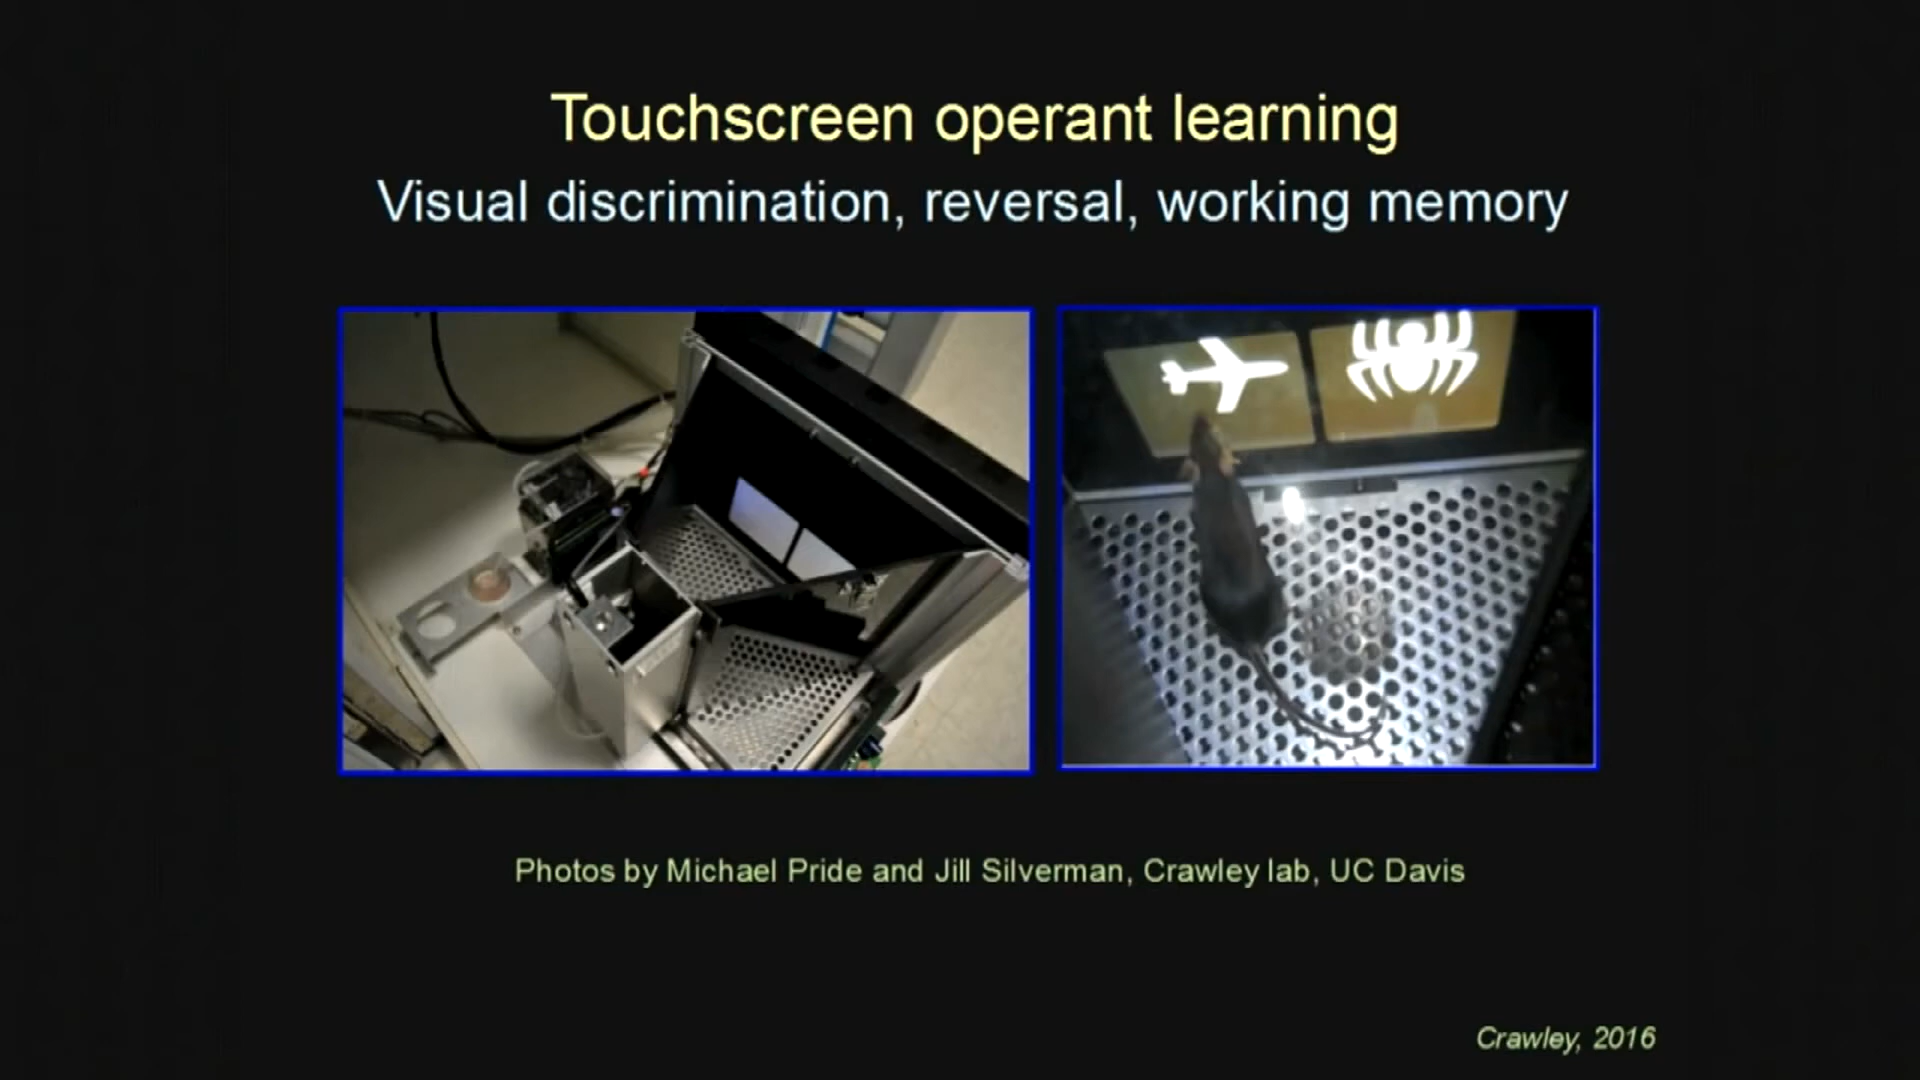 Touchscreen operant learning
Visual discrimination, reversal, working memory
Photos by Michael Pride and Jill Silverman, Crawley lab, UC Davis
Crawley, 2016